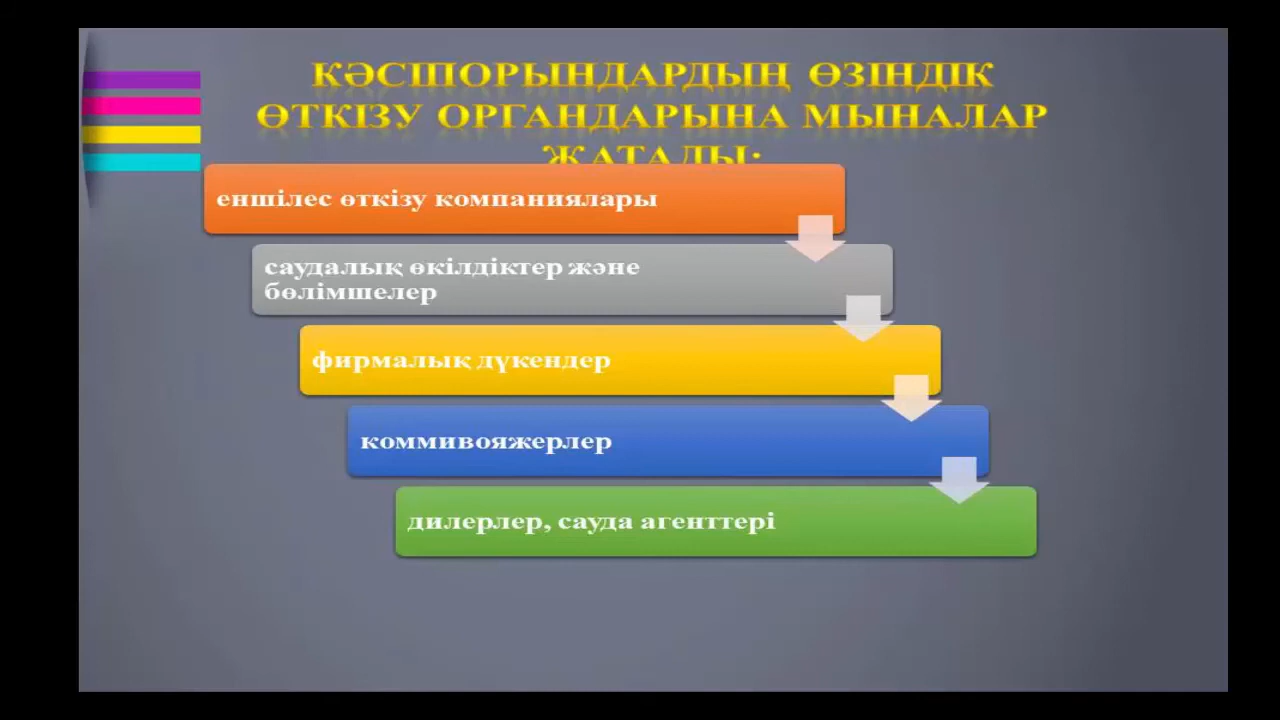 КӘСІПОРЫНДАРДЫҢ ӨЗІНДІК
ӨТКІЗУ ОРГАНДАРЫНА МЫНАЛАР
ЖАТАДЫ:
еншілес өткізу компаниялары
саудалық өкілдіктер және
бөлімшелер
фирмалық дүкендер
коммивояжерлер
дилерлер, сауда агенттері